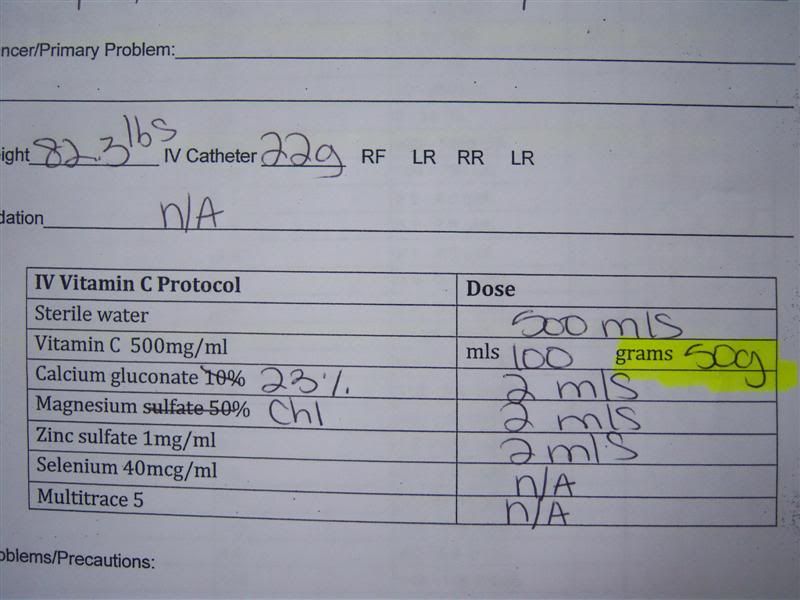 ncer/Primary Problem:
ight 82.3 lbs IV Catheter 22g RF LR RR LR
dation n/A
IV Vitamin C Protocol Dose
Sterile water 500 mls
Vitamin C 500mg/ml mls 100 grams 50g
Calcium gluconate 10% 23% 2 mls
Magnesium sulfate 50% Chl 2 mls
Zinc sulfate 1mg/ml 2 mls
Selenium 40mcg/ml n/A
Multitrace 5 n/A
oblems/Precautions: